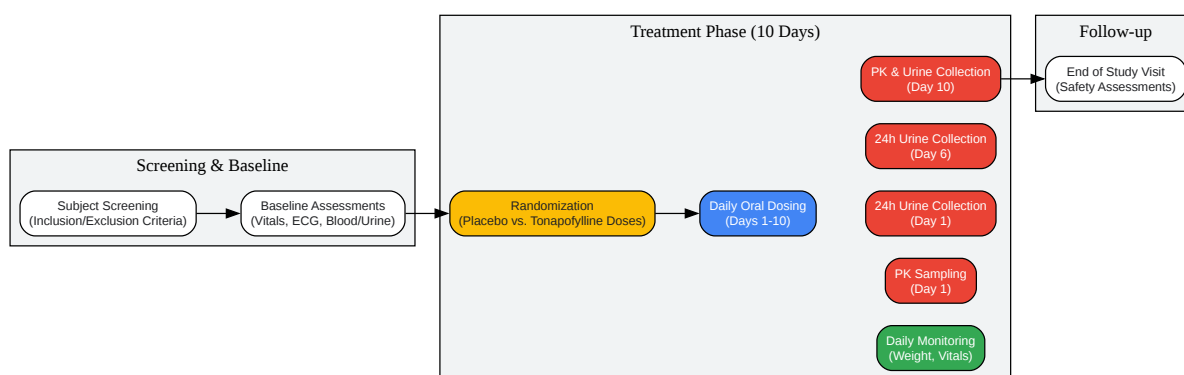 Screening & Baseline
Subject Screening
(Inclusion/Exclusion Criteria)
Baseline Assessments
(Vitals, ECG, Blood/Urine)
Treatment Phase (10 Days)
Randomization
(Placebo vs. Tonapofylline Doses)
Daily Oral Dosing
(Days 1-10)
PK & Urine Collection
(Day 10)
24h Urine Collection
(Day 6)
24h Urine Collection
(Day 1)
PK Sampling
(Day 1)
Daily Monitoring
(Weight, Vitals)
Follow-up
End of Study Visit
(Safety Assessments)